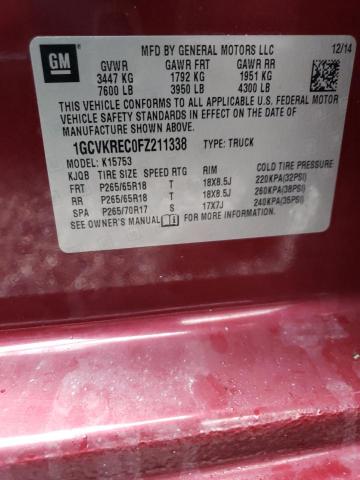 GM
MFD BY GENERAL MOTORS LLC 12/14
GVWR GAWR FRT GAWR RR
3447 KG 1792 KG 1951 KG
7600 LB 3950 LB 4300 LB
THIS VEHICLE CONFORMS TO ALL APPLICABLE U.S. FEDERAL MOTOR
VEHICLE SAFETY STANDARDS IN EFFECT ON THE DATE OF MANUFACTURE
SHOWN ABOVE.
1GCVKREC0FZ211338 TYPE: TRUCK
MODEL: K15753
KJQB TIRE SIZE SPEED RTG RIM COLD TIRE PRESSURE
FRT P265/65R18 T 18X8.5J 220KPA(32PSI)
RR P265/65R18 T 18X8.5J 260KPA(38PSI)
SPA P265/70R17 S 17X7J 240KPA(35PSI)
SEE OWNER'S MANUAL FOR MORE INFORMATION